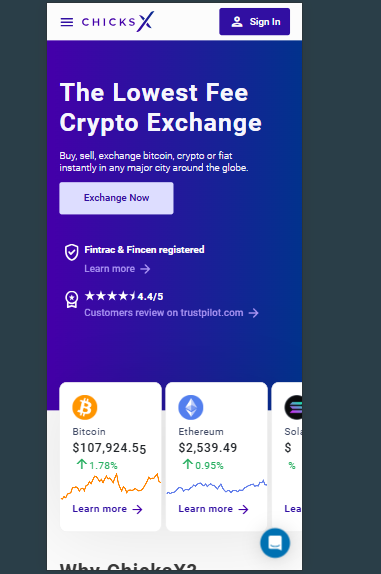 CHICKSX
Sign In
The Lowest Fee
Crypto Exchange
Buy, sell, exchange bitcoin, crypto or fiat
instantly in any major city around the globe.
Exchange Now
Fintrac & Fincen registered
Learn more
4.4/5
Customers review on trustpilot.com
Bitcoin
$107,924.55
1.78%
Learn more
Ethereum
$2,539.49
0.95%
Learn more
Sola
$
%
Lea
Why ChicksX?